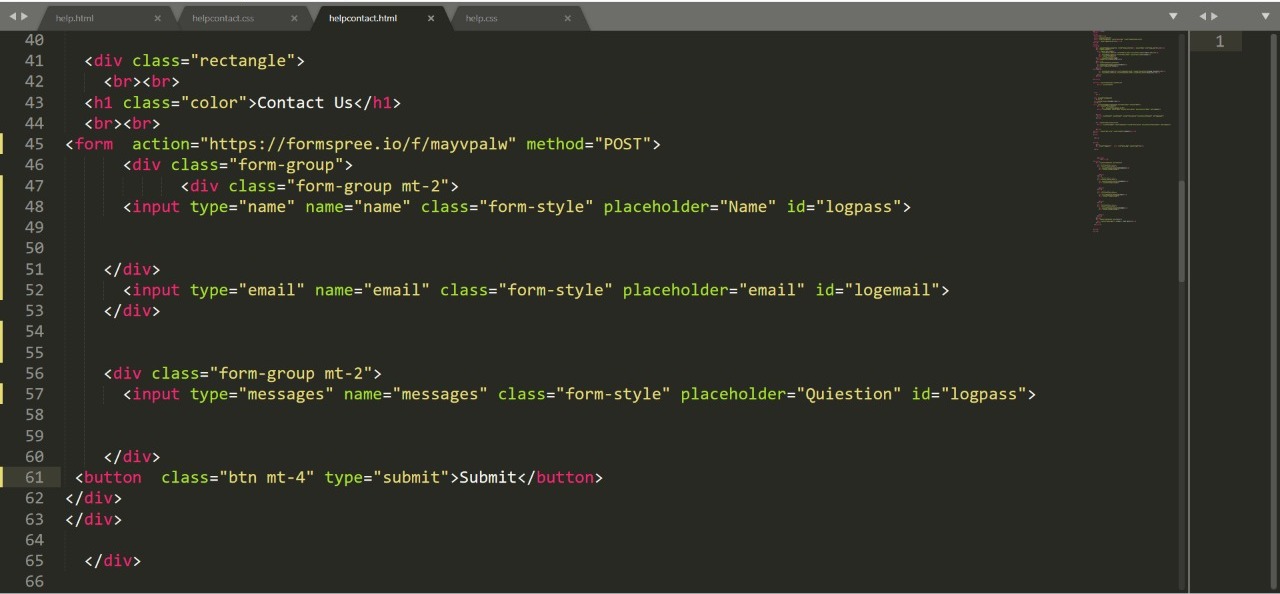 help.html × helpcontact.css × helpcontact.html × help.css ×
40
41 <div class="rectangle">
42 <br><br>
43 <h1 class="color">Contact Us</h1>
44 <br><br>
45 <form  action="https://formspree.io/f/mayvpalw" method="POST">
46 <div class="form-group">
47 <div class="form-group mt-2">
48 <input type="name" name="name" class="form-style" placeholder="Name" id="logpass">
49
50
51 </div>
52 <input type="email" name="email" class="form-style" placeholder="email" id="logemail">
53 </div>
54
55
56 <div class="form-group mt-2">
57 <input type="messages" name="messages" class="form-style" placeholder="Quiestion" id="logpass">
58
59
60 </div>
61 <button  class="btn mt-4" type="submit">Submit</button>
62 </div>
63 </div>
64
65 </div>
66
1